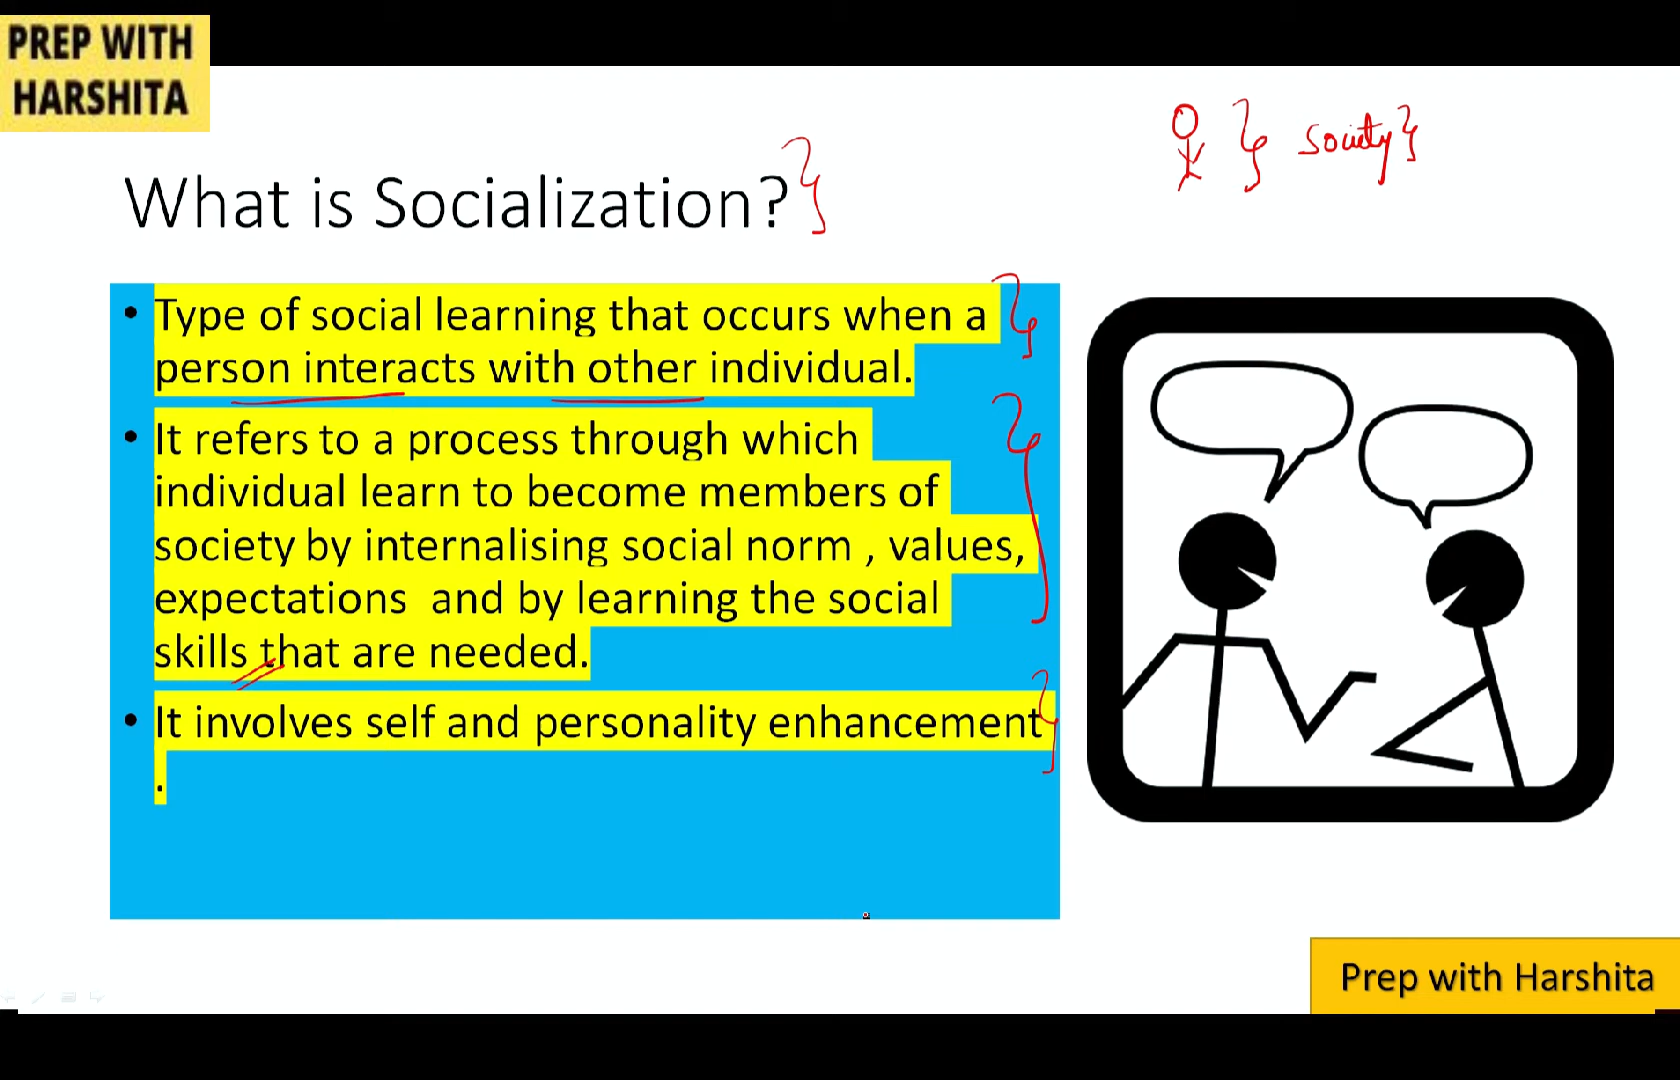 PREP WITH
HARSHITA
society
What is Socialization?
• Type of social learning that occurs when a
person interacts with other individual.
• It refers to a process through which
individual learn to become members of
society by internalising social norm , values,
expectations  and by learning the social
skills that are needed.
• It involves self and personality enhancement
.
Prep with Harshita